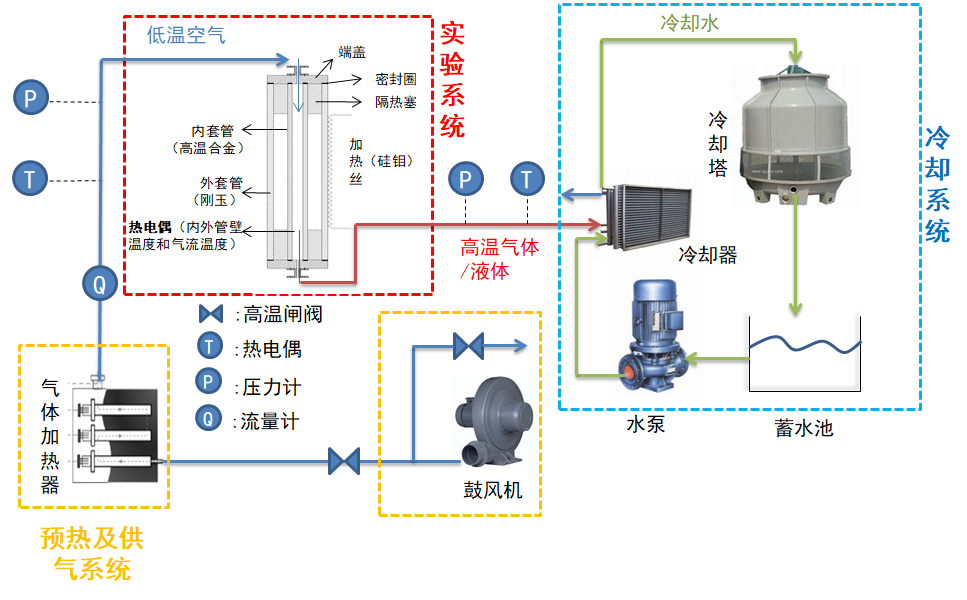 低温空气
实验系统
端盖
密封圈
隔热塞
内套管
（高温合金）
加热丝（硅钼）
外套管
（刚玉）
热电偶（内外管壁
温度和气流温度）
P
T
Q
P
T
高温气体
/液体
冷却水
冷却塔
冷却系统
冷却器
水泵
蓄水池
:高温闸阀
T :热电偶
P :压力计
Q :流量计
气体加热器
鼓风机
预热及供
气系统